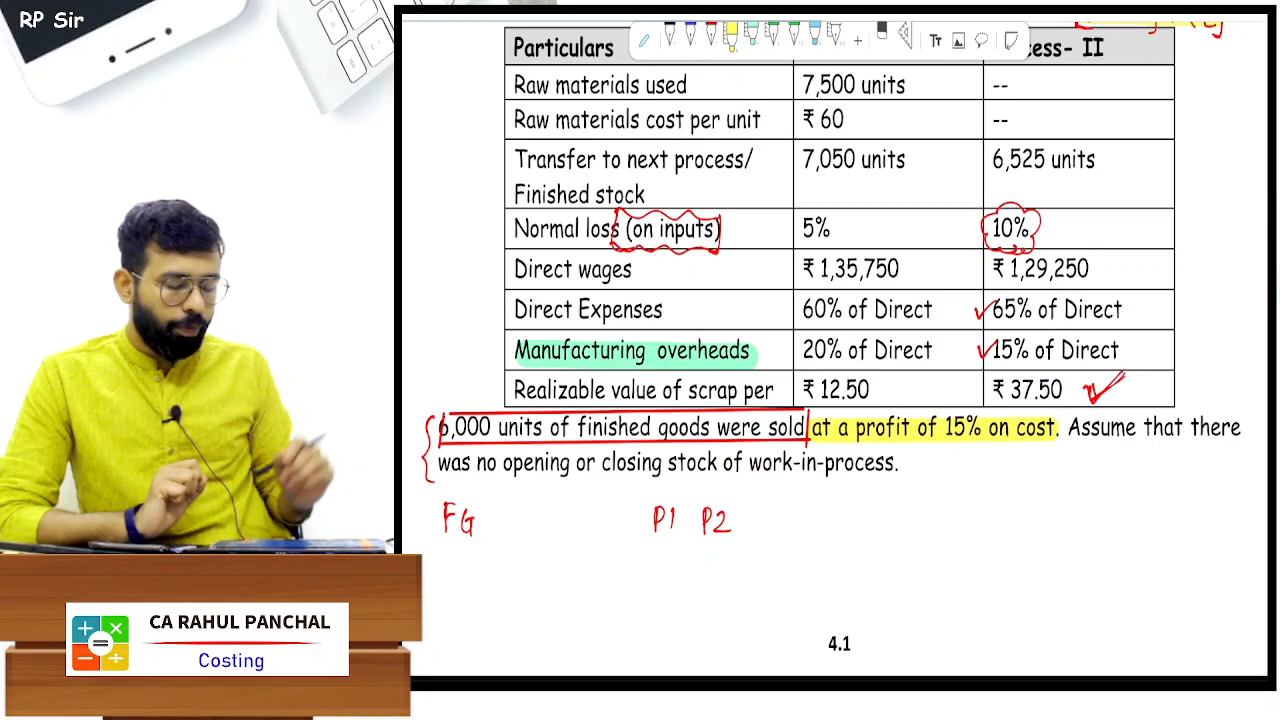 RP Sir
Particulars cess- II
Raw materials used 7,500 units --
Raw materials cost per unit ₹ 60 --
Transfer to next process/ 7,050 units 6,525 units
Finished stock
Normal loss (on inputs) 5% 10%
Direct wages ₹ 1,35,750 ₹ 1,29,250
Direct Expenses 60% of Direct 65% of Direct
Manufacturing overheads 20% of Direct 15% of Direct
Realizable value of scrap per ₹ 12.50 ₹ 37.50
6,000 units of finished goods were sold at a profit of 15% on cost. Assume that there
was no opening or closing stock of work-in-process.
FG P1 P2
CA RAHUL PANCHAL
Costing
4.1